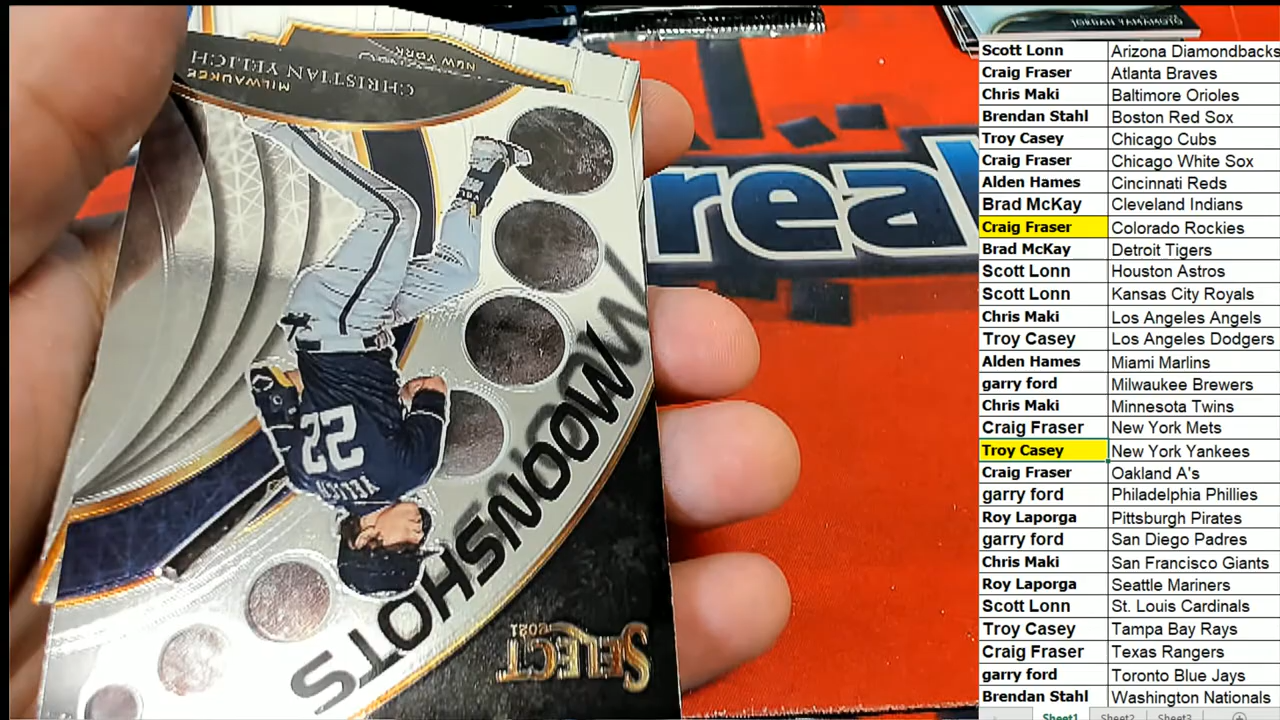 JORDAN YAMAMOTO
NEW YORK
MILWAUKEE
CHRISTIAN YELICH
22
YELICH
MOONSHOTS
SELECT
2021
real
Scott Lonn Arizona Diamondbacks
Craig Fraser Atlanta Braves
Chris Maki Baltimore Orioles
Brendan Stahl Boston Red Sox
Troy Casey Chicago Cubs
Craig Fraser Chicago White Sox
Alden Hames Cincinnati Reds
Brad McKay Cleveland Indians
Craig Fraser Colorado Rockies
Brad McKay Detroit Tigers
Scott Lonn Houston Astros
Scott Lonn Kansas City Royals
Chris Maki Los Angeles Angels
Troy Casey Los Angeles Dodgers
Alden Hames Miami Marlins
garry ford Milwaukee Brewers
Chris Maki Minnesota Twins
Craig Fraser New York Mets
Troy Casey New York Yankees
Craig Fraser Oakland A's
garry ford Philadelphia Phillies
Roy Laporga Pittsburgh Pirates
garry ford San Diego Padres
Chris Maki San Francisco Giants
Roy Laporga Seattle Mariners
Scott Lonn St. Louis Cardinals
Troy Casey Tampa Bay Rays
Craig Fraser Texas Rangers
garry ford Toronto Blue Jays
Brendan Stahl Washington Nationals
Sheet1 Sheet2 Sheet3